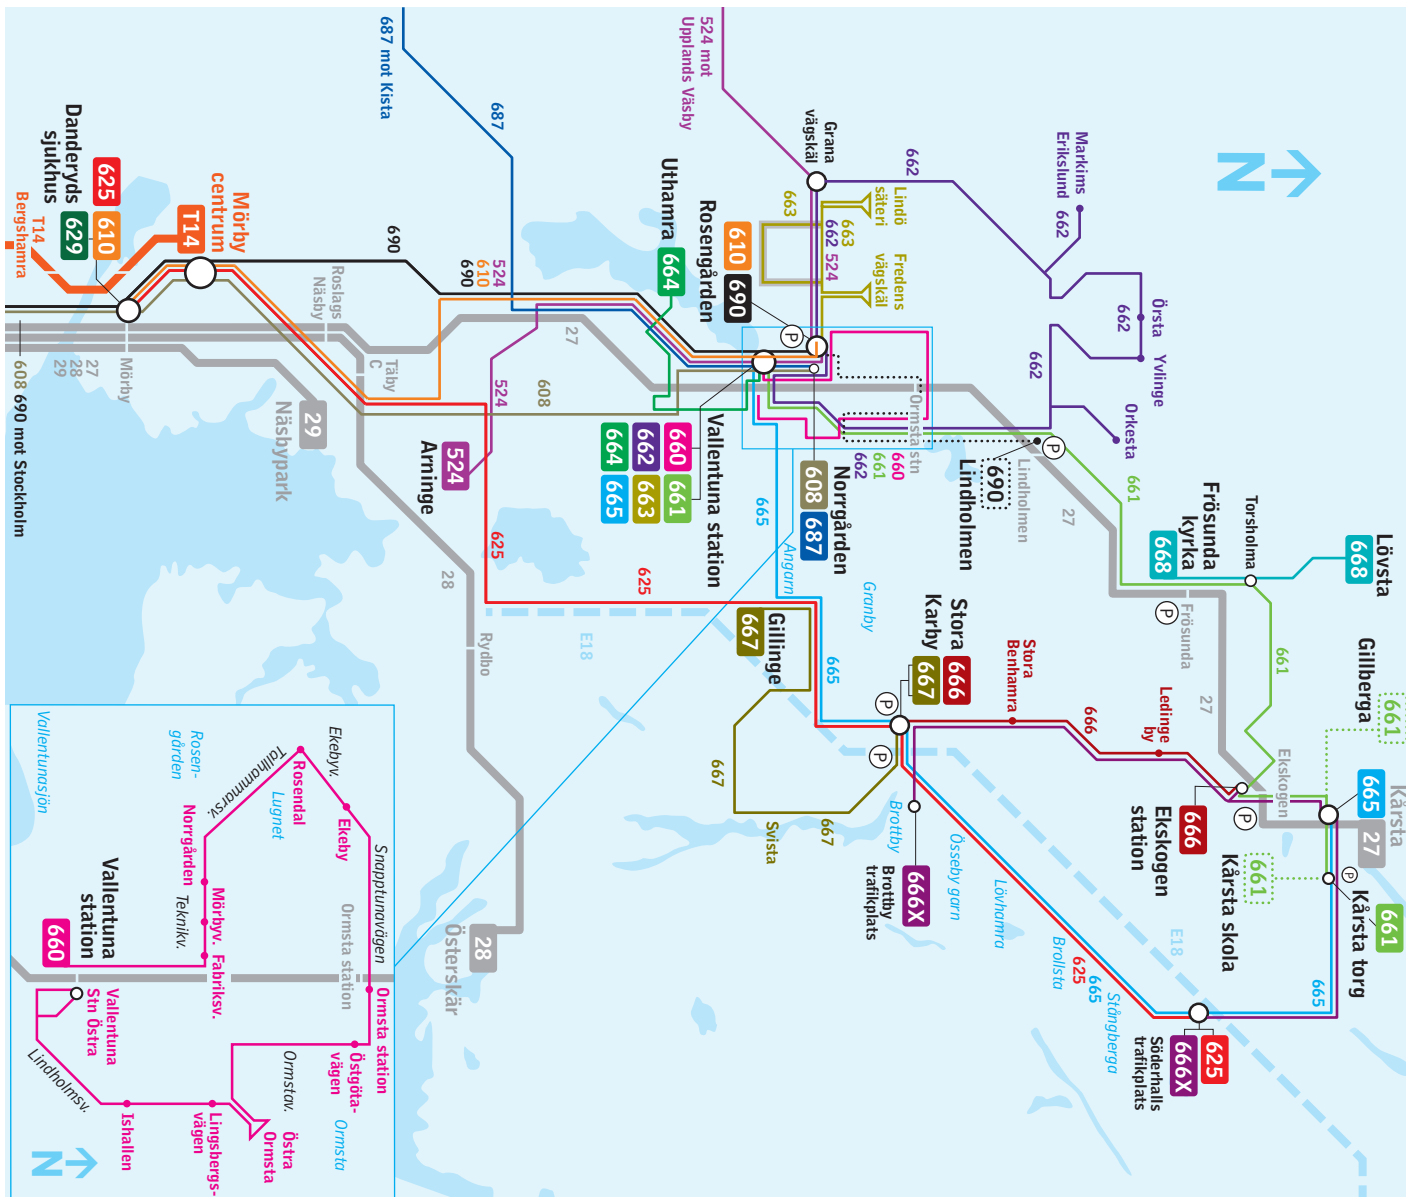 687 mot Kista
687
524 mot
Upplands Väsby
Grana
vägskäl
662
Markims
Erikslund
662
N
Danderyds
sjukhus
625
610
629
Mörby
centrum
T14
T14
Bergshamra
690
Roslags
Näsby
524
610
690
Uthamra
664
Rosengården
610
690
P
663
Lindö
säteri
663
662
524
Fredens
vägskäl
Örsta
662
Yvlinge
662
Orkesta
27
Täby
C
Mörby
27
28
29
608 690 mot Stockholm
29
Näsbypark
524
608
524
Arninge
Vallentuna station
660
661
662
663
664
665
Norrgården
608
687
Ormsta stn
660
661
662
690
Lindholmen
P
Lindholmen
661
27
Torsholma
Frösunda
kyrka
668
Lövsta
668
Frösunda
P
661
Gillberga
661
27
665
Angarn
Granby
625
625
28
Rydbo
E18
Gillinge
667
665
Stora
Karby
666
667
P
P
Stora
Benhamra
666
Ledinge
by
666
Ekskogen
station
Ekskogen
P
Kårsta
665
27
P
661
Kårsta skola
661
Kårsta torg
667
667
Svista
Brottby
666X
Brottby
trafikplats
Össeby garn
Lövhamra
Brollsta
625
665
Stångberga
E18
665
625
666X
Söderhalls
trafikplats
28
Österskär
Vallentunasjön
Rosen-
gården
Tallhammarsv.
Ekebyv.
Rosendal
Lugnet
Ekeby
Norrgården
Mörbyv.
Fabriksv.
Teknikv.
Snapptunavägen
Ormsta station
Ormsta station
Vallentuna
station
660
Vallentuna
Stn Östra
Lindholmsv.
Ormstav.
Östgöta-
vägen
Ormsta
Östra
Ormsta
Lingsbergs-
vägen
Ishallen
N